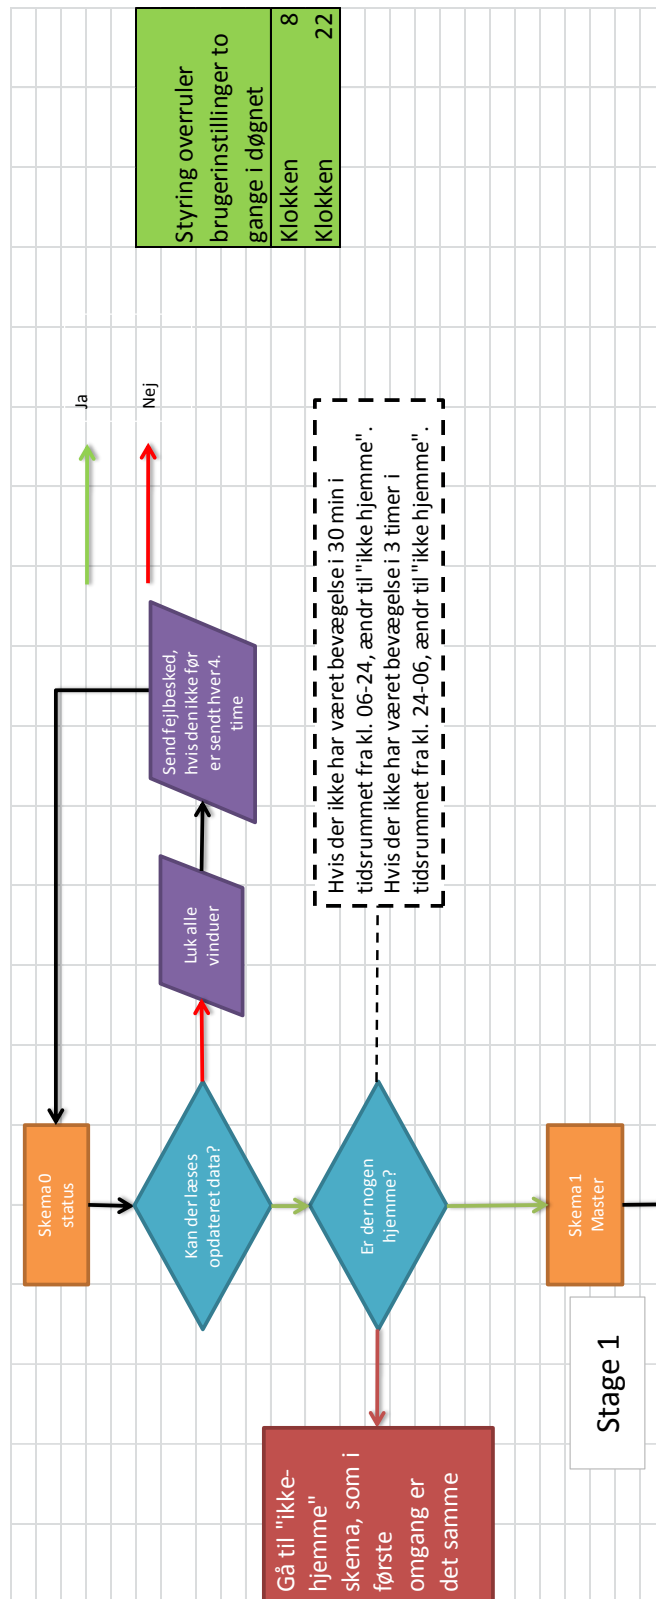 Styring overruler
brugerinstillinger to
gange i døgnet
Klokken 8
Klokken 22
Ja
Nej
Skema 0
status
Kan der læses
opdateret data?
Luk alle
vinduer
Send fejlbesked,
hvis den ikke før
er sendt hver 4.
time
Er der nogen
hjemme?
Hvis der ikke har været bevægelse i 30 min i
tidsrummet fra kl. 06-24, ændr til "ikke hjemme".
Hvis der ikke har været bevægelse i 3 timer i
tidsrummet fra kl. 24-06, ændr til "ikke hjemme".
Gå til "ikke-
hjemme"
skema, som i
første
omgang er
det samme
Skema 1
Master
Stage 1